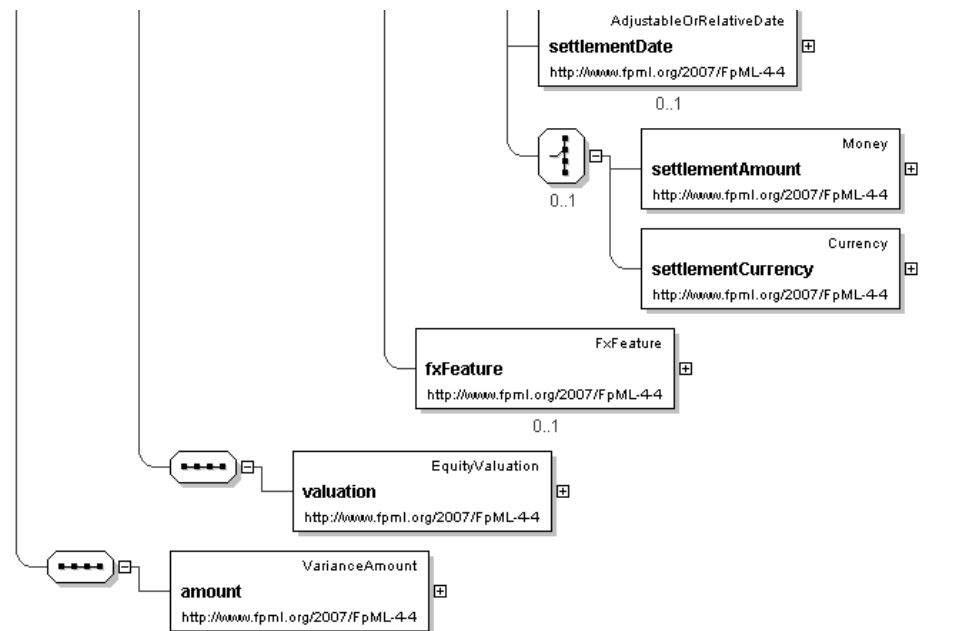 AdjustableOrRelativeDate
settlementDate
http://www.fpml.org/2007/FpML-4-4
0..1
Money
settlementAmount
http://www.fpml.org/2007/FpML-4-4
0..1
Currency
settlementCurrency
http://www.fpml.org/2007/FpML-4-4
FxFeature
fxFeature
http://www.fpml.org/2007/FpML-4-4
0..1
EquityValuation
valuation
http://www.fpml.org/2007/FpML-4-4
VarianceAmount
amount
http://www.fpml.org/2007/FpML-4-4